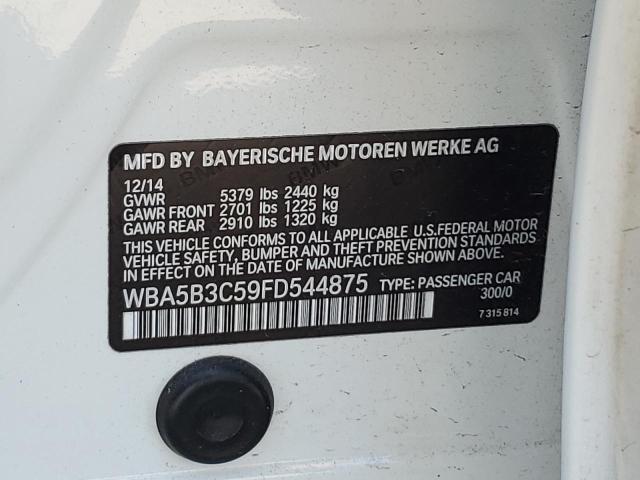 MFD BY BAYERISCHE MOTOREN WERKE AG
12/14
GVWR 5379 lbs 2440 kg
GAWR FRONT 2701 lbs 1225 kg
GAWR REAR 2910 lbs 1320 kg
THIS VEHICLE CONFORMS TO ALL APPLICABLE U.S.FEDERAL MOTOR
VEHICLE SAFETY, BUMPER AND THEFT PREVENTION STANDARDS
IN EFFECT ON THE DATE OF MANUFACTURE SHOWN ABOVE.
WBA5B3C59FD544875 TYPE: PASSENGER CAR
300/0
7 315 814